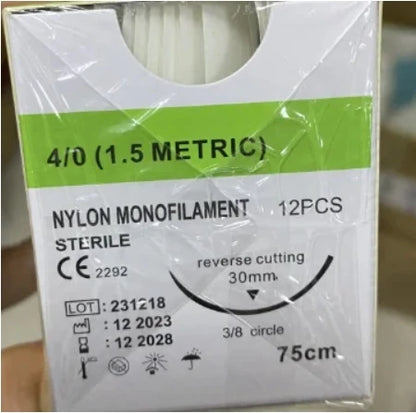 4/0 (1.5 METRIC)
NYLON MONOFILAMENT 12PCS
STERILE
CE 2292
reverse cutting
30mm
LOT : 231218
: 12 2023
: 12 2028
3/8 circle
75cm